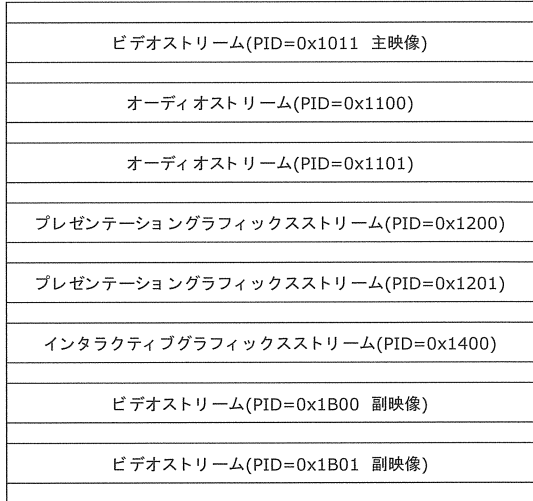 ビデオストリーム(PID=0x1011 主映像)
オーディオストリーム(PID=0x1100)
オーディオストリーム(PID=0x1101)
プレゼンテーショングラフィックスストリーム(PID=0x1200)
プレゼンテーショングラフィックスストリーム(PID=0x1201)
インタラクティブグラフィックスストリーム(PID=0x1400)
ビデオストリーム(PID=0x1B00 副映像)
ビデオストリーム(PID=0x1B01 副映像)